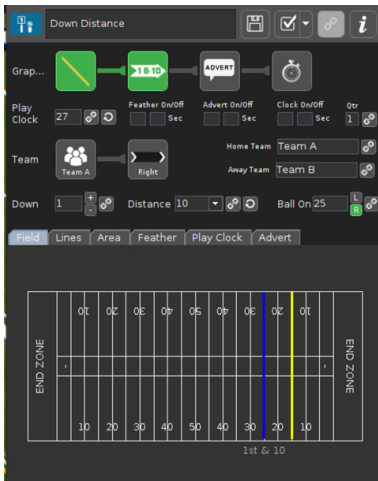 Down Distance
Grap...
1 & 10
ADVERT
Play Clock
27
Feather On/Off
Sec
Advert On/Off
Sec
Clock On/Off
Sec
Qtr
1
Team
Team A
Right
Home Team
Team A
Away Team
Team B
Down
1
+
-
Distance
10
Ball On
25
L
R
Field
Lines
Area
Feather
Play Clock
Advert
10 20 30 40 50 40 30 20 10
END ZONE
END ZONE
10 20 30 40 50 40 30 20 10
1st & 10